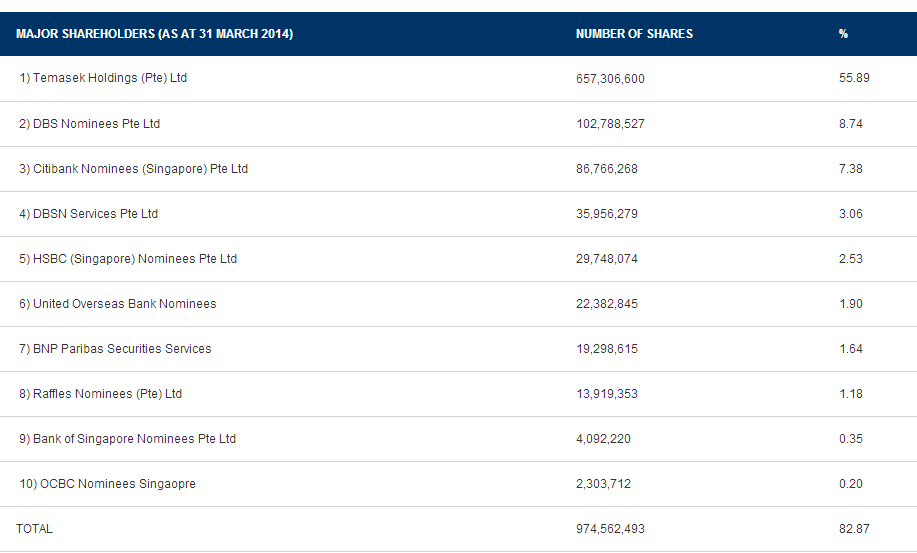 MAJOR SHAREHOLDERS (AS AT 31 MARCH 2014) NUMBER OF SHARES %
1) Temasek Holdings (Pte) Ltd 657,306,600 55.89
2) DBS Nominees Pte Ltd 102,788,527 8.74
3) Citibank Nominees (Singapore) Pte Ltd 86,766,268 7.38
4) DBSN Services Pte Ltd 35,956,279 3.06
5) HSBC (Singapore) Nominees Pte Ltd 29,748,074 2.53
6) United Overseas Bank Nominees 22,382,845 1.90
7) BNP Paribas Securities Services 19,298,615 1.64
8) Raffles Nominees (Pte) Ltd 13,919,353 1.18
9) Bank of Singapore Nominees Pte Ltd 4,092,220 0.35
10) OCBC Nominees Singaopre 2,303,712 0.20
TOTAL 974,562,493 82.87